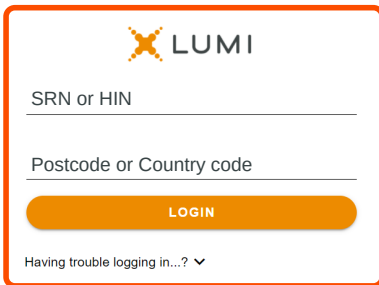 LUMI
SRN or HIN
Postcode or Country code
LOGIN
Having trouble logging in...?